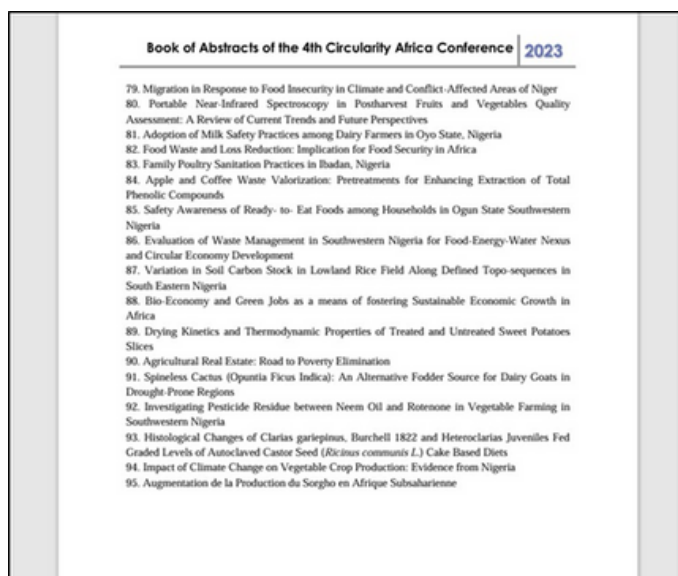 Book of Abstracts of the 4th Circularity Africa Conference 2023
79. Migration in Response to Food Insecurity in Climate and Conflict-Affected Areas of Niger
80. Portable Near-Infrared Spectroscopy in Postharvest Fruits and Vegetables Quality
Assessment: A Review of Current Trends and Future Perspectives
81. Adoption of Milk Safety Practices among Dairy Farmers in Oyo State, Nigeria
82. Food Waste and Loss Reduction: Implication for Food Security in Africa
83. Family Poultry Sanitation Practices in Ibadan, Nigeria
84. Apple and Coffee Waste Valorization: Pretreatments for Enhancing Extraction of Total
Phenolic Compounds
85. Safety Awareness of Ready- to- Eat Foods among Households in Ogun State Southwestern
Nigeria
86. Evaluation of Waste Management in Southwestern Nigeria for Food-Energy-Water Nexus
and Circular Economy Development
87. Variation in Soil Carbon Stock in Lowland Rice Field Along Defined Topo-sequences in
South Eastern Nigeria
88. Bio-Economy and Green Jobs as a means of fostering Sustainable Economic Growth in
Africa
89. Drying Kinetics and Thermodynamic Properties of Treated and Untreated Sweet Potatoes
Slices
90. Agricultural Real Estate: Road to Poverty Elimination
91. Spineless Cactus (Opuntia Ficus Indica): An Alternative Fodder Source for Dairy Goats in
Drought-Prone Regions
92. Investigating Pesticide Residue between Neem Oil and Rotenone in Vegetable Farming in
Southwestern Nigeria
93. Histological Changes of Clarias gariepinus, Burchell 1822 and Heteroclarias Juveniles Fed
Graded Levels of Autoclaved Castor Seed (Ricinus communis L.) Cake Based Diets
94. Impact of Climate Change on Vegetable Crop Production: Evidence from Nigeria
95. Augmentation de la Production du Sorgho en Afrique Subsaharienne